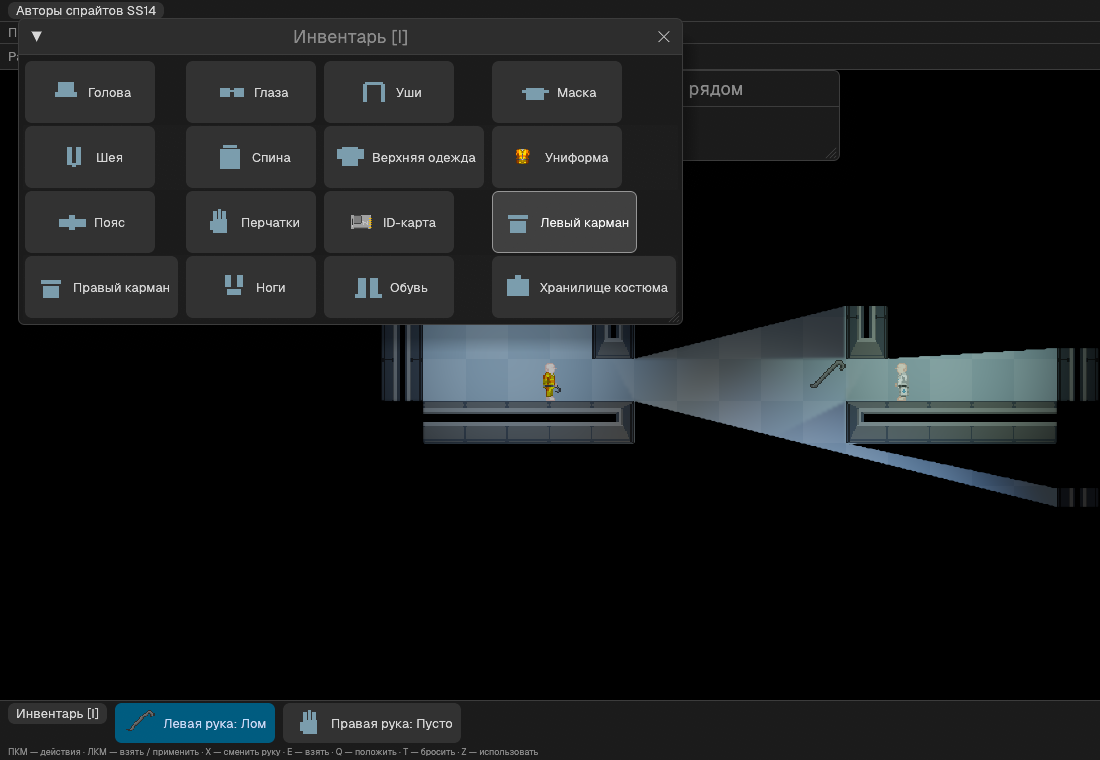 Авторы спрайтов SS14
Инвентарь [I]
Голова
Глаза
Уши
Маска
рядом
Шея
Спина
Верхняя одежда
Униформа
Пояс
Перчатки
ID-карта
Левый карман
Правый карман
Ноги
Обувь
Хранилище костюма
Инвентарь [I]
Левая рука: Лом
Правая рука: Пусто
ПКМ — действия · ЛКМ — взять / применить · X — сменить руку · E — взять · Q — положить · T — бросить · Z — использовать